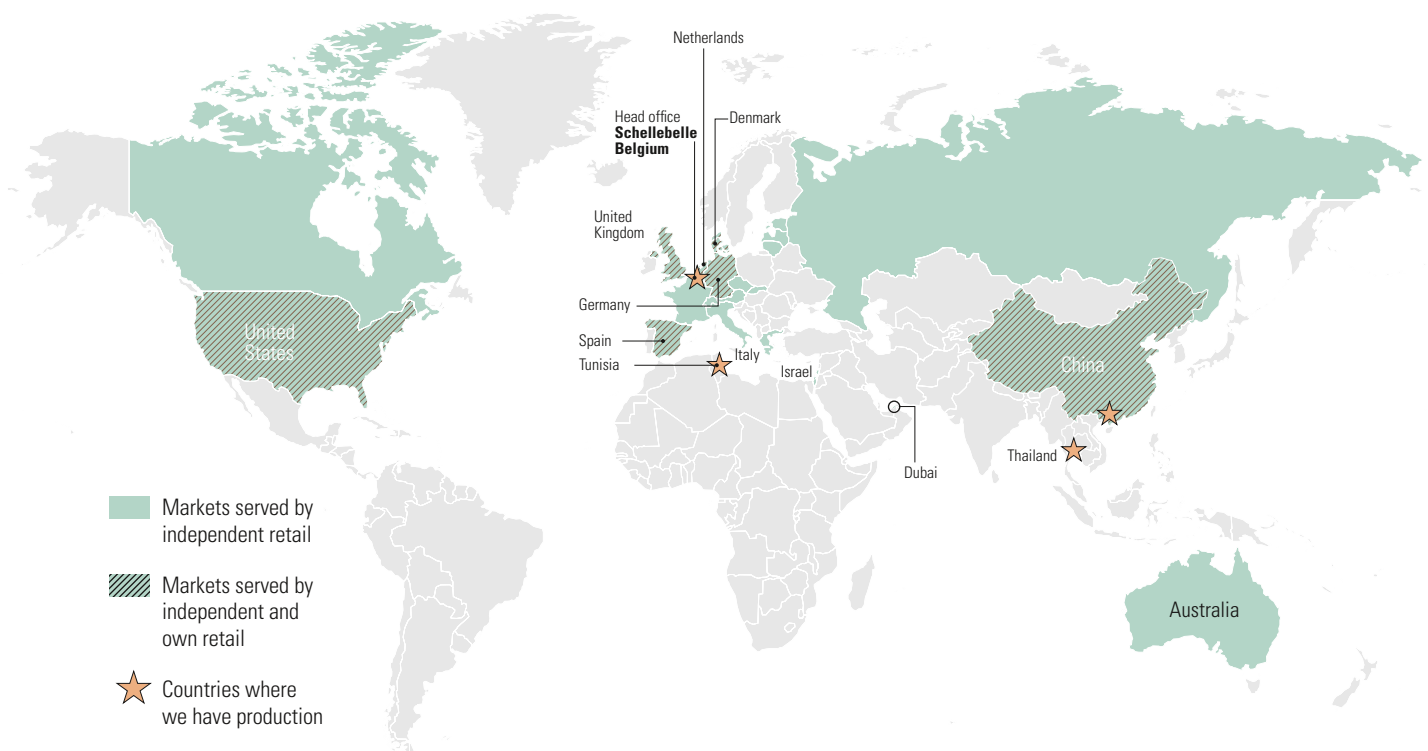 Netherlands
Head office
Schellebelle
Belgium
Denmark
United
Kingdom
Germany
Spain
Tunisia
Italy
Israel
Dubai
United
States
China
Thailand
Australia
Markets served by
independent retail
Markets served by
independent and
own retail
Countries where
we have production